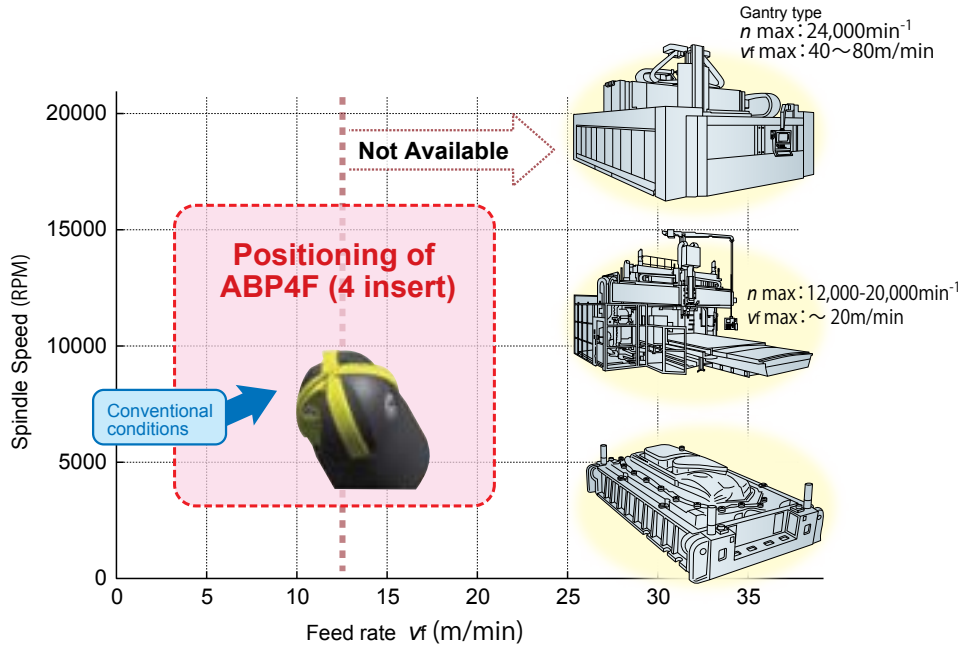 Gantry type
n max：24,000min⁻¹
vf max：40～80m/min
20000
Not Available
15000
Positioning of
ABP4F (4 insert)
n max：12,000-20,000min⁻¹
vf max：～ 20m/min
10000
Spindle Speed (RPM)
Conventional
conditions
5000
0
0 5 10 15 20 25 30 35
Feed rate vf (m/min)